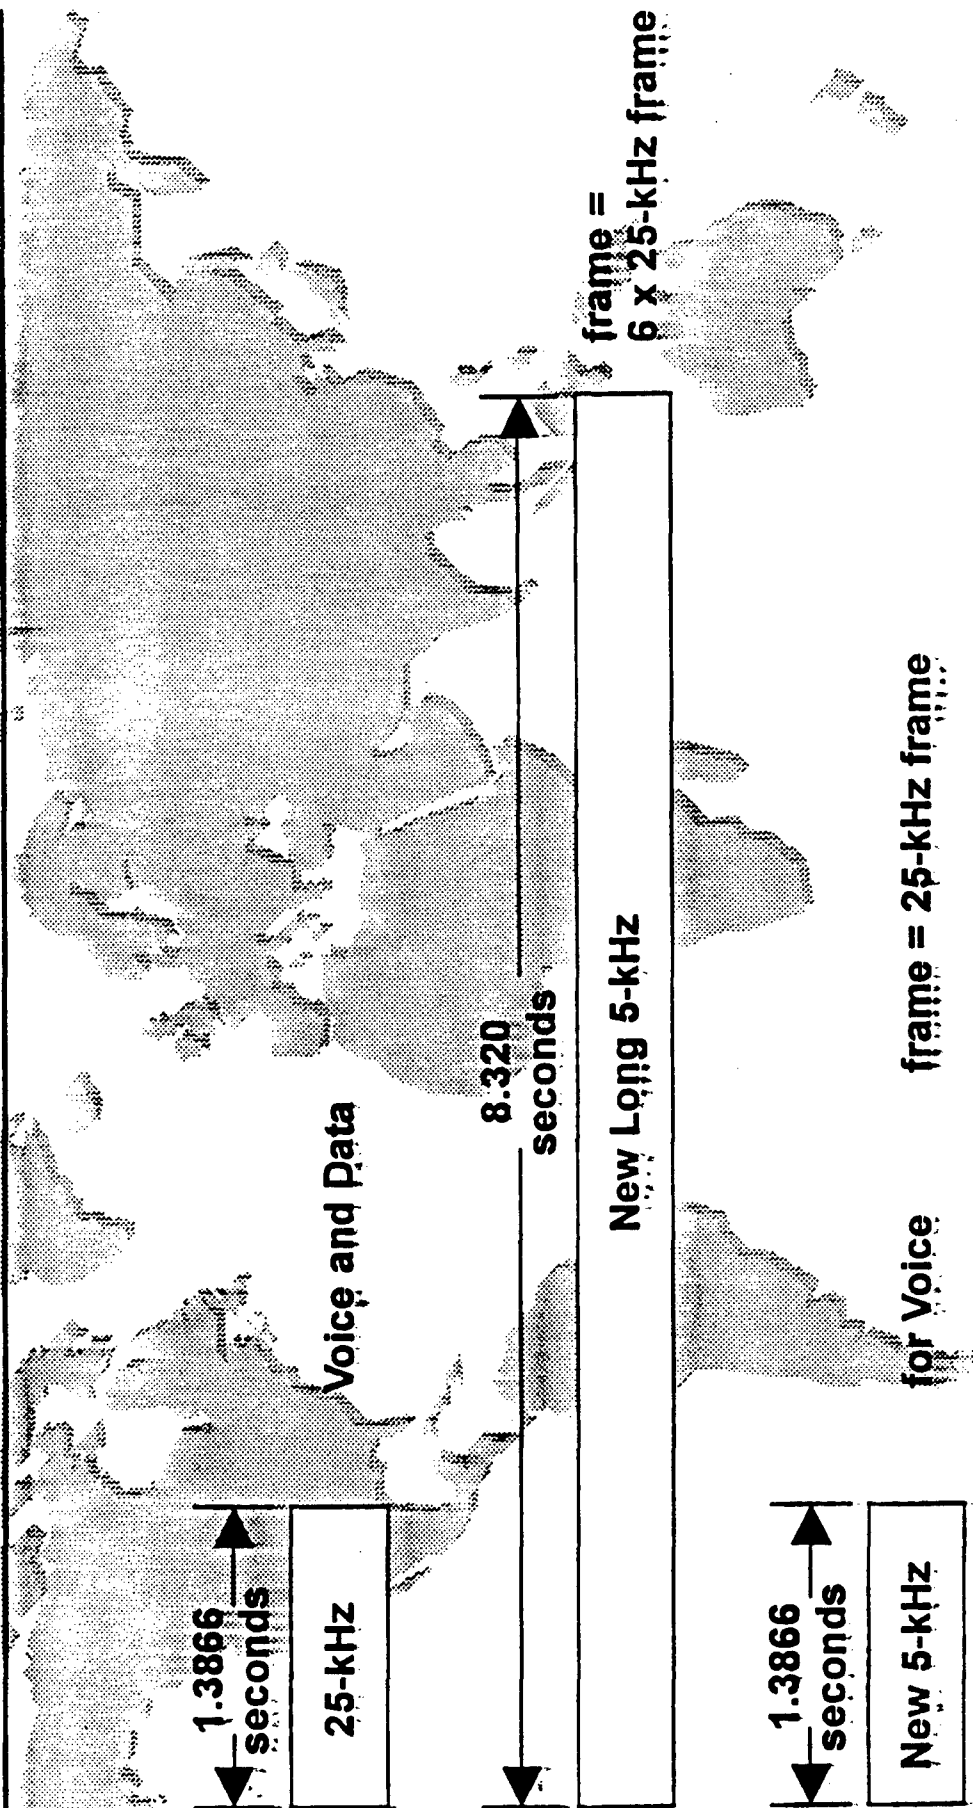 1.3866
seconds
25-kHz
Voice and Data
8.320
seconds
New Long 5-kHz
frame =
6 x 25-kHz frame
1.3866
seconds
New 5-kHz
for Voice
frame = 25-kHz frame